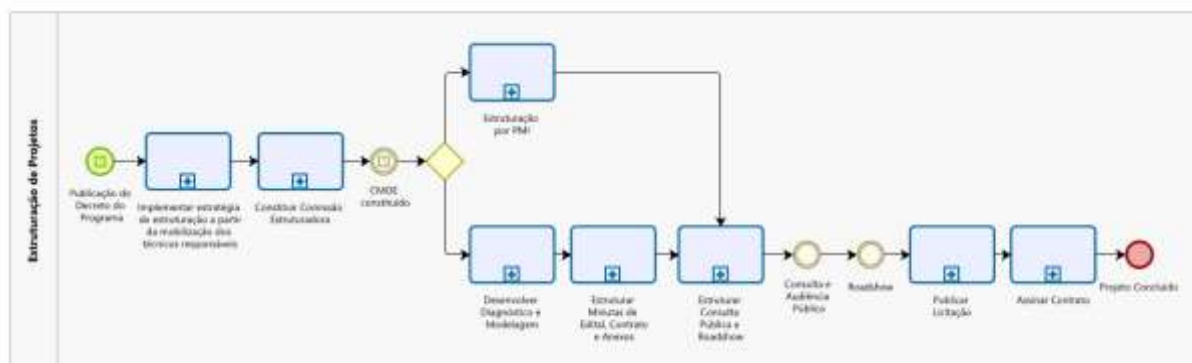 Estruturação de Projetos
Publicação do
Decreto do
Programa
Implementar estratégia
de estruturação a partir
da mobilização dos
técnicos responsáveis
Constituir Comissão
Estruturadora
constituído
Estruturação
por PMI
Desenvolver
Diagnóstico e
Modelagem
Estruturar
Minutas de
Edital, Contrato
e Anexos
Estruturar
Consulta
Pública e
Roadshow
Consulta e
Audiência
Pública
Roadshow
Publicar
Licitação
Assinar Contrato
Projeto Concluído